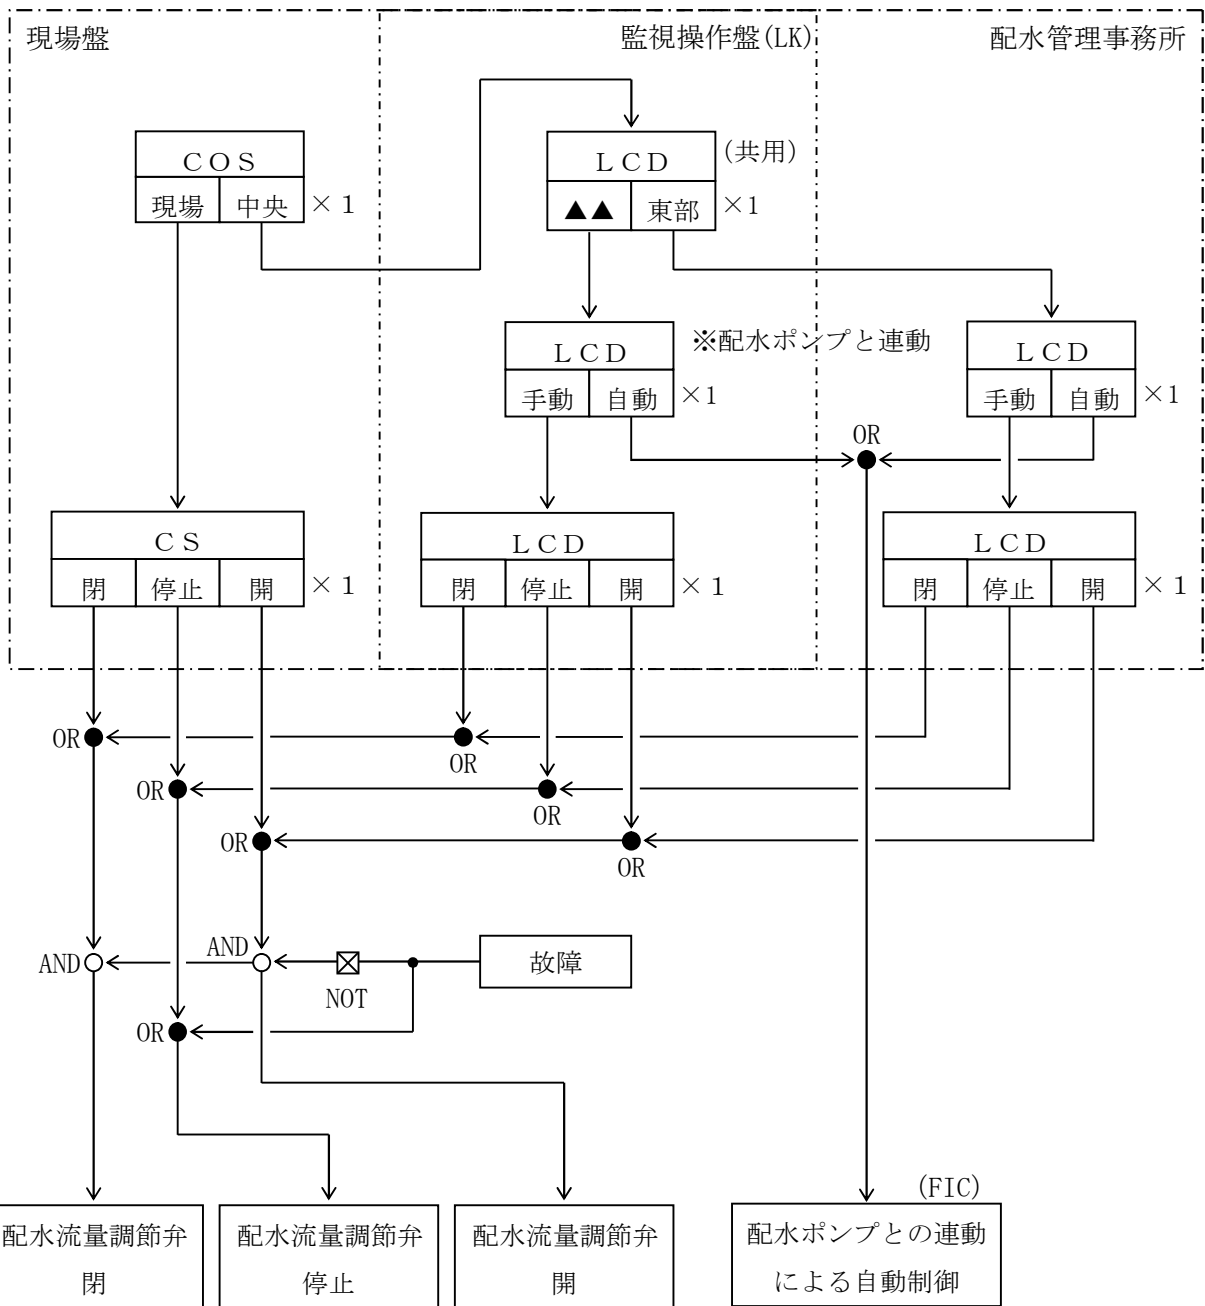 現場盤
監視操作盤(LK)
配水管理事務所
ＣＯＳ
現場 中央 ×１
ＬＣＤ (共用)
▲▲ 東部 ×1
ＬＣＤ ※配水ポンプと連動
手動 自動 ×1
ＬＣＤ
手動 自動 ×1
OR
ＣＳ
閉 停止 開 ×１
ＬＣＤ
閉 停止 開 ×１
ＬＣＤ
閉 停止 開 ×１
OR
OR
OR
OR
OR
OR
AND
AND
NOT
故障
OR
(FIC)
配水流量調節弁
閉
配水流量調節弁
停止
配水流量調節弁
開
配水ポンプとの連動
による自動制御